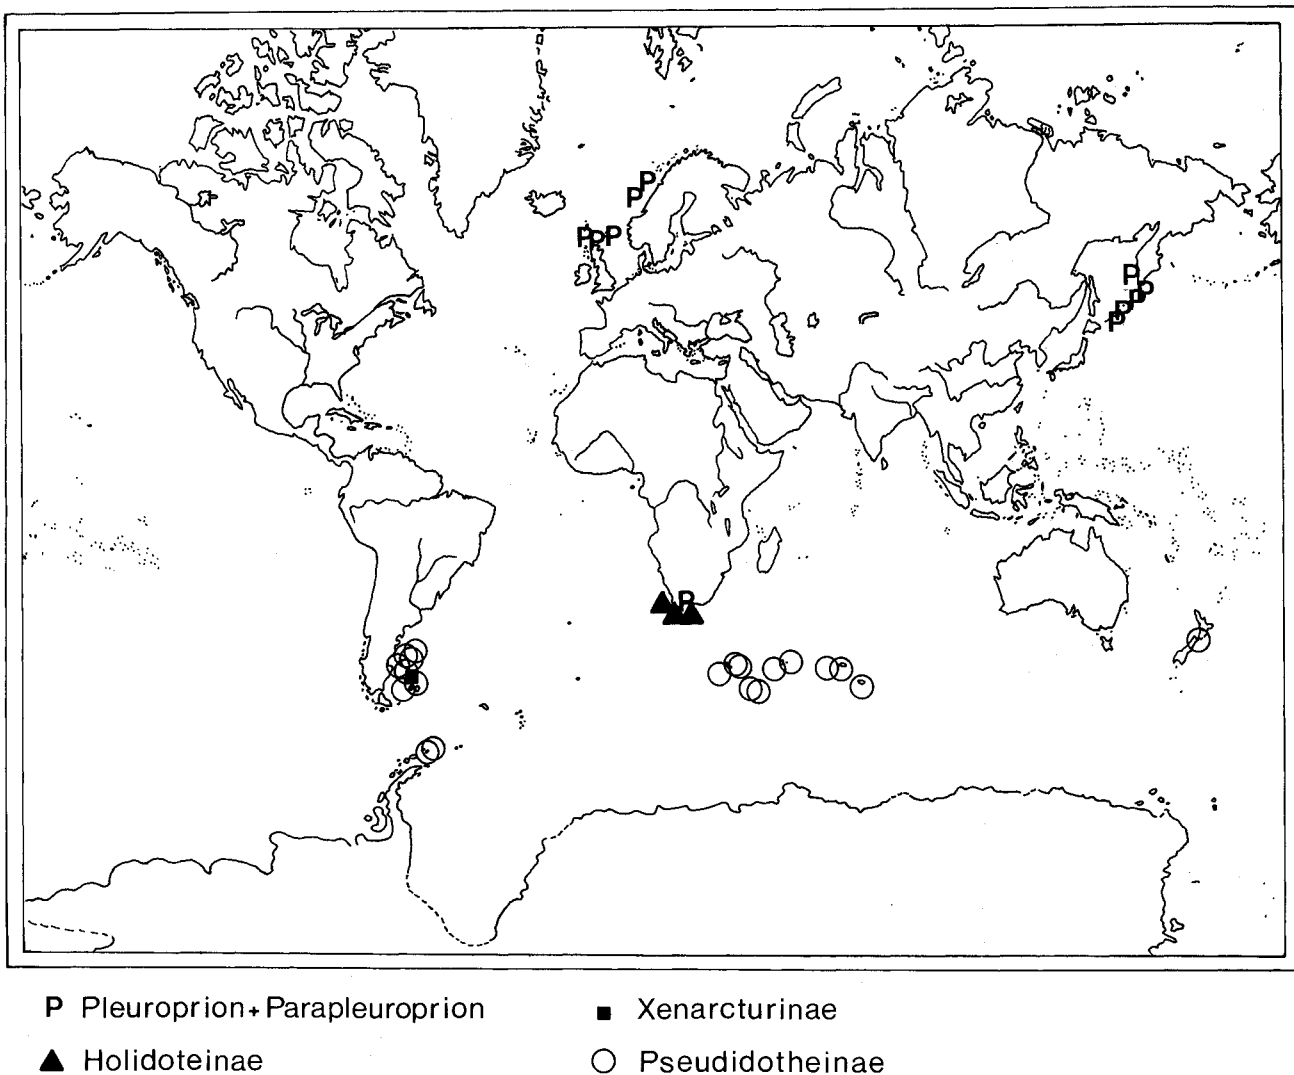 P P
P P P
P
P
P
P
P
P
P Pleuroprion+Parapleuroprion
Xenarcturinae
Holidoteinae
Pseudidotheinae